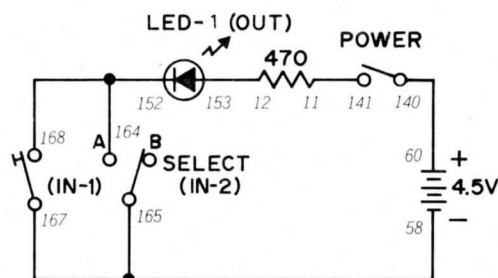 LED-1 (OUT)
470
POWER
152
153
12
11
141
140
168
164
A
B
SELECT
(IN-1)
(IN-2)
167
165
60
+
4.5V
58
−